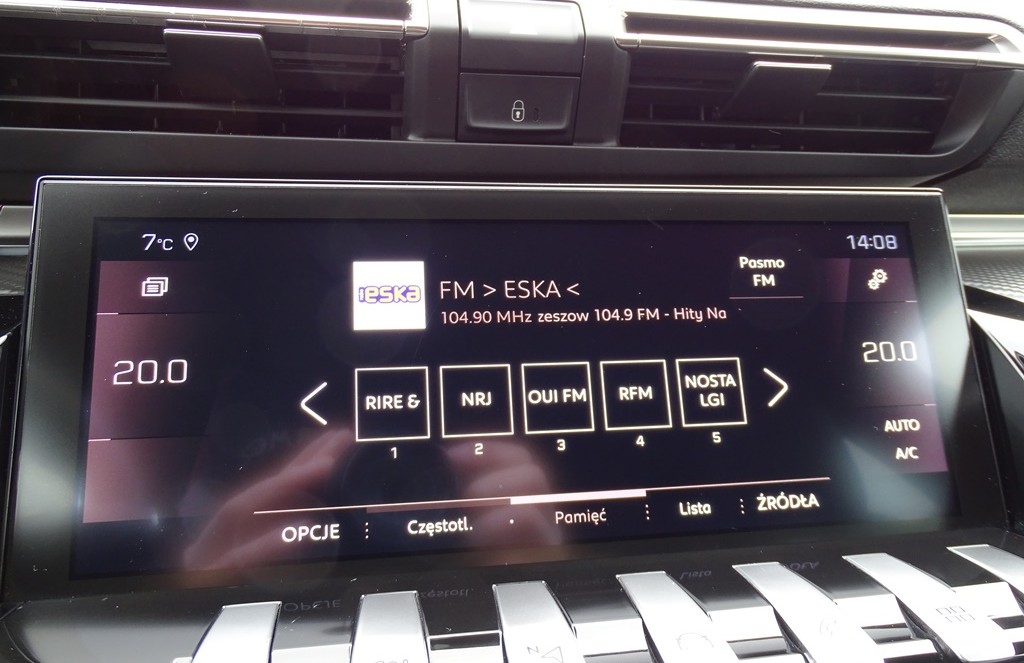 7°C
14:08
ESKA
FM > ESKA <
Pasmo
FM
104.90 MHz zeszow 104.9 FM - Hity Na
20.0
20.0
RIRE &
NRJ
OUI FM
RFM
NOSTA
LGI
1
2
3
4
5
AUTO
A/C
OPCJE
Częstotl.
Pamięć
Lista
ŹRÓDŁA
N